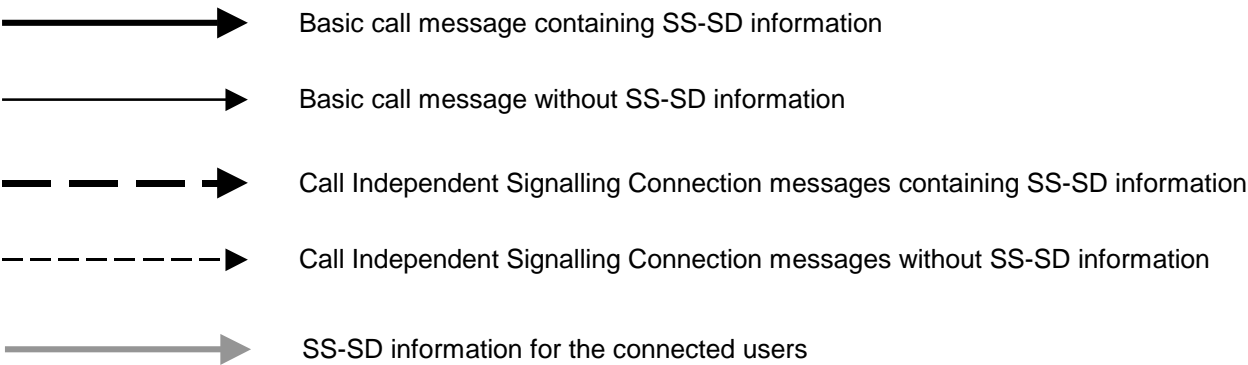 Basic call message containing SS-SD information
Basic call message without SS-SD information
Call Independent Signalling Connection messages containing SS-SD information
Call Independent Signalling Connection messages without SS-SD information
SS-SD information for the connected users